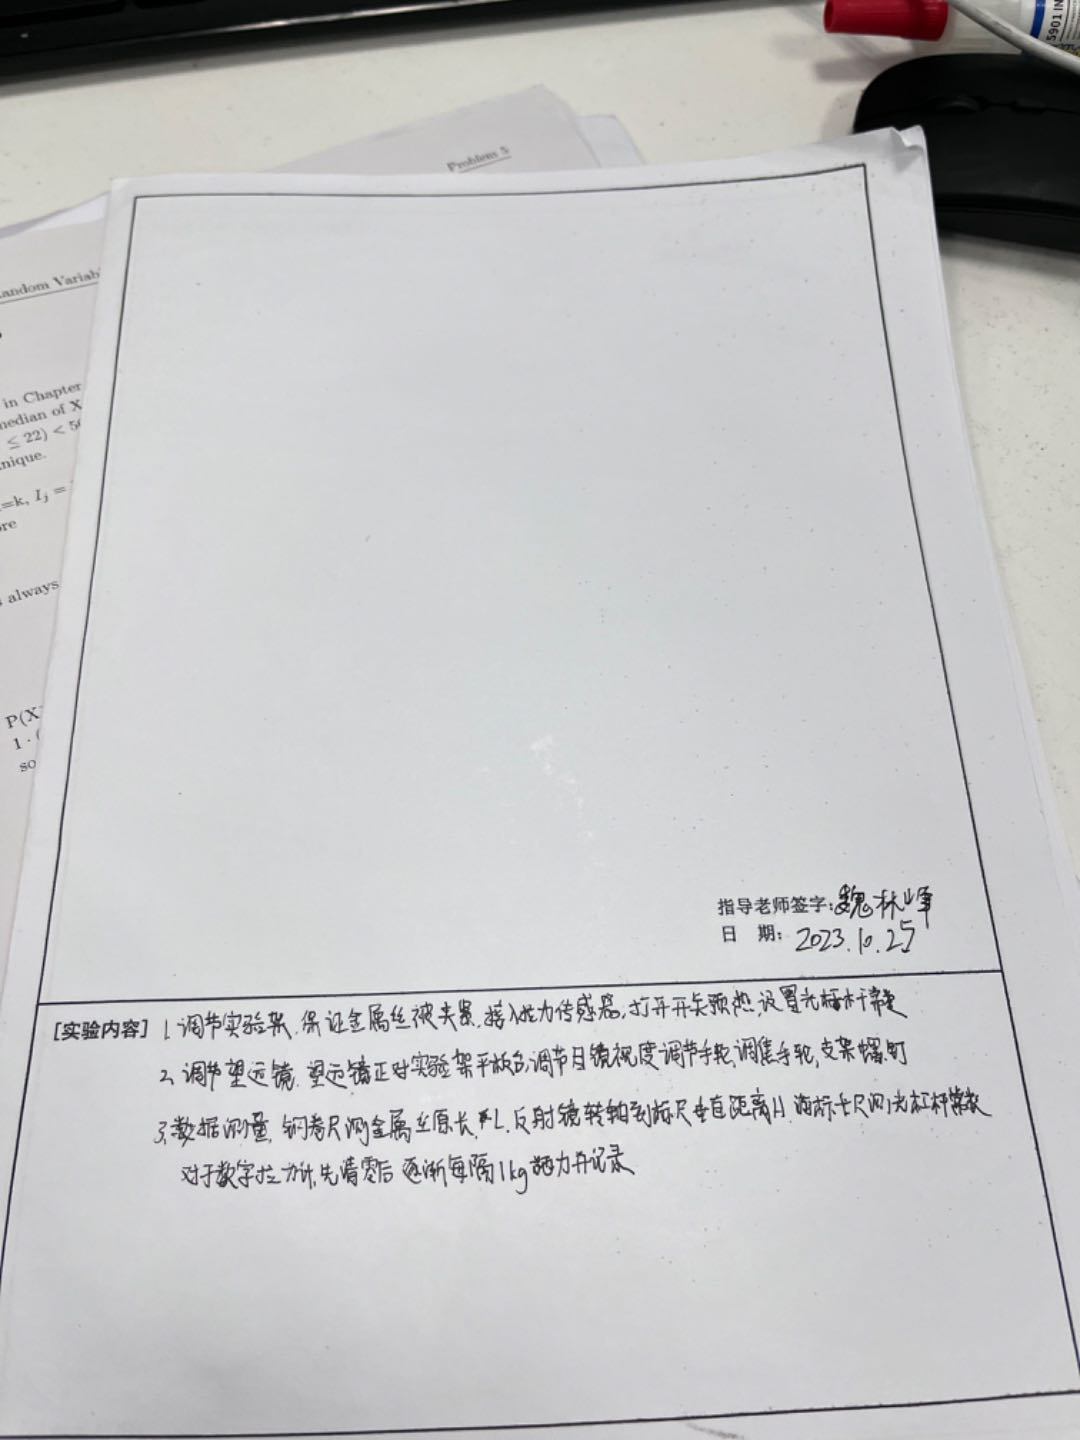 5901 IN
Problem 5
andom Variab
in Chapter
nedian of X
≤ 22) < 5
nique.
=k, I_j =
ore
s always
P(X
1 · (
so
指导老师签字:魏林峰
日 期: 2023.10.25
[实验内容] 1. 调节实验架. 保证金属丝被夹紧, 接入拉力传感器, 打开开关预热, 设置光杠杆常数
2. 调节望远镜. 望远镜正对实验架平板台, 调节目镜视度调节手轮, 调焦手轮, 支架螺钉
3. 数据测量, 钢卷尺测金属丝原长 L, 反射镜转轴到标尺垂直距离H, 游标卡尺测光杠杆常数
对于数字拉力计, 先清零后 逐渐每隔1kg 施力并记录